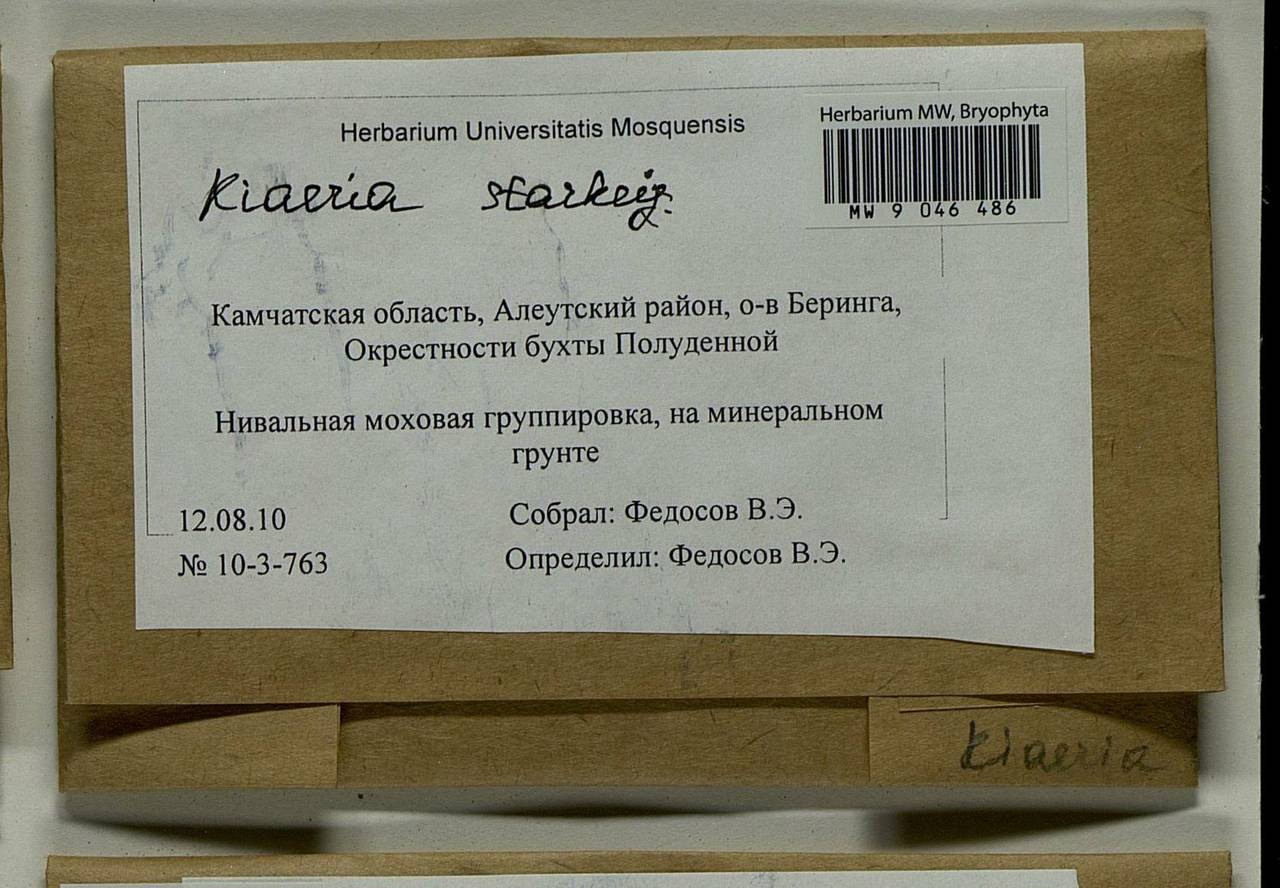 Herbarium Universitatis Mosquensis
Herbarium MW, Bryophyta
MW 9 046 486
Kiaeria starkei
Камчатская область, Алеутский район, о-в Беринга,
Окрестности бухты Полуденной
Нивальная моховая группировка, на минеральном
грунте
12.08.10
Собрал: Федосов В.Э.
№ 10-3-763
Определил: Федосов В.Э.
Kiaeria